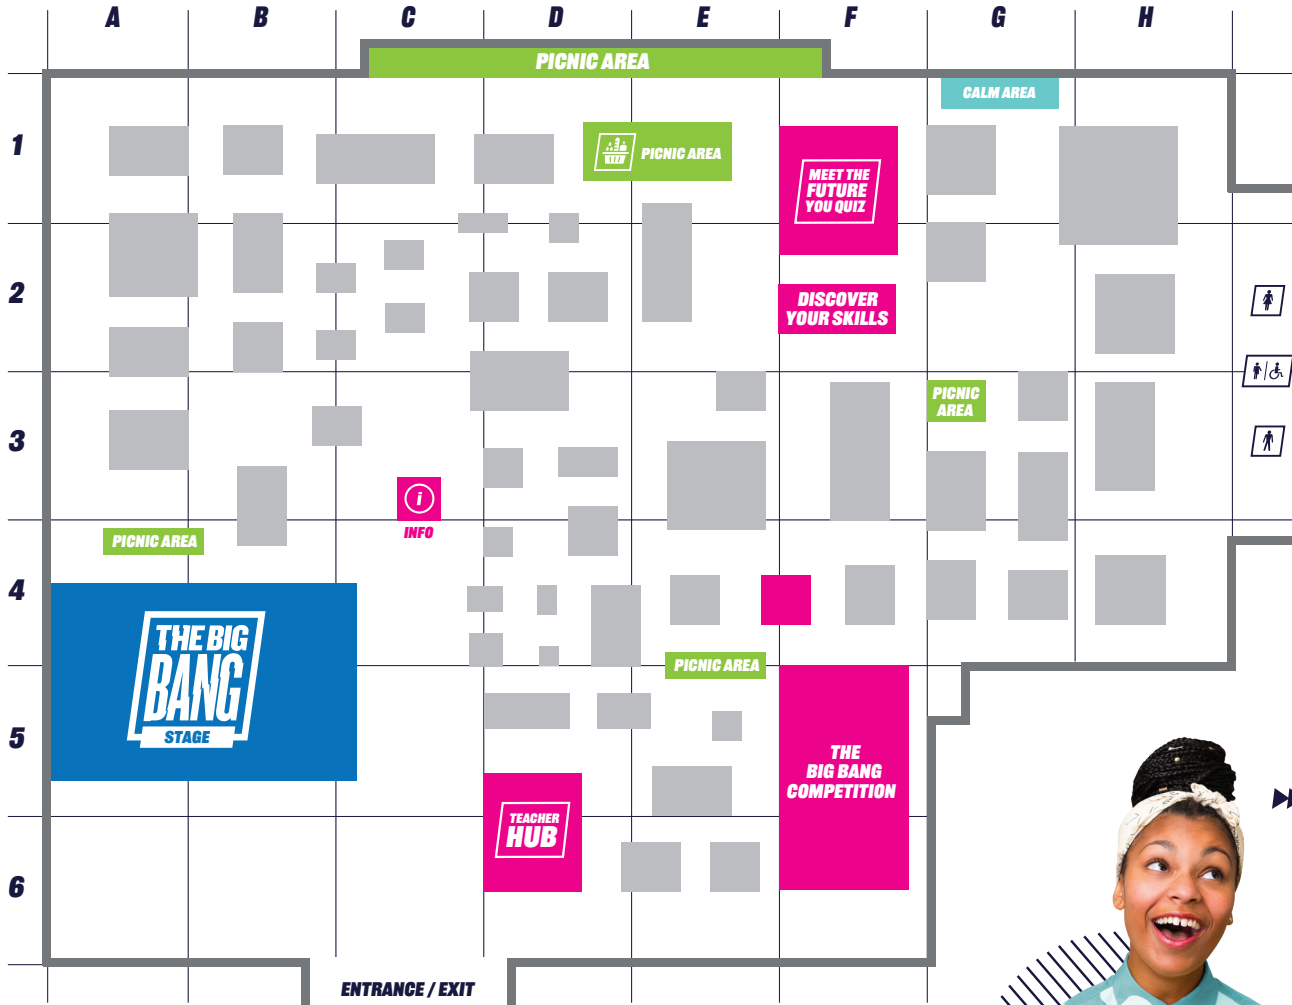 A B C D E F G H
PICNIC AREA
CALM AREA
1
PICNIC AREA
MEET THE
FUTURE
YOU QUIZ
2
DISCOVER
YOUR SKILLS
PICNIC
AREA
3
i
INFO
PICNIC AREA
4
THE BIG
BANG
STAGE
PICNIC AREA
5
THE
BIG BANG
COMPETITION
TEACHER
HUB
6
ENTRANCE / EXIT